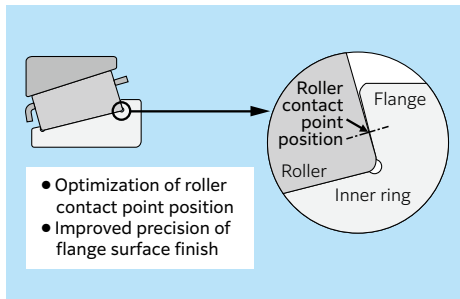 Roller
contact
point
position
Flange
Roller
Inner ring
● Optimization of roller
contact point position
● Improved precision of
flange surface finish